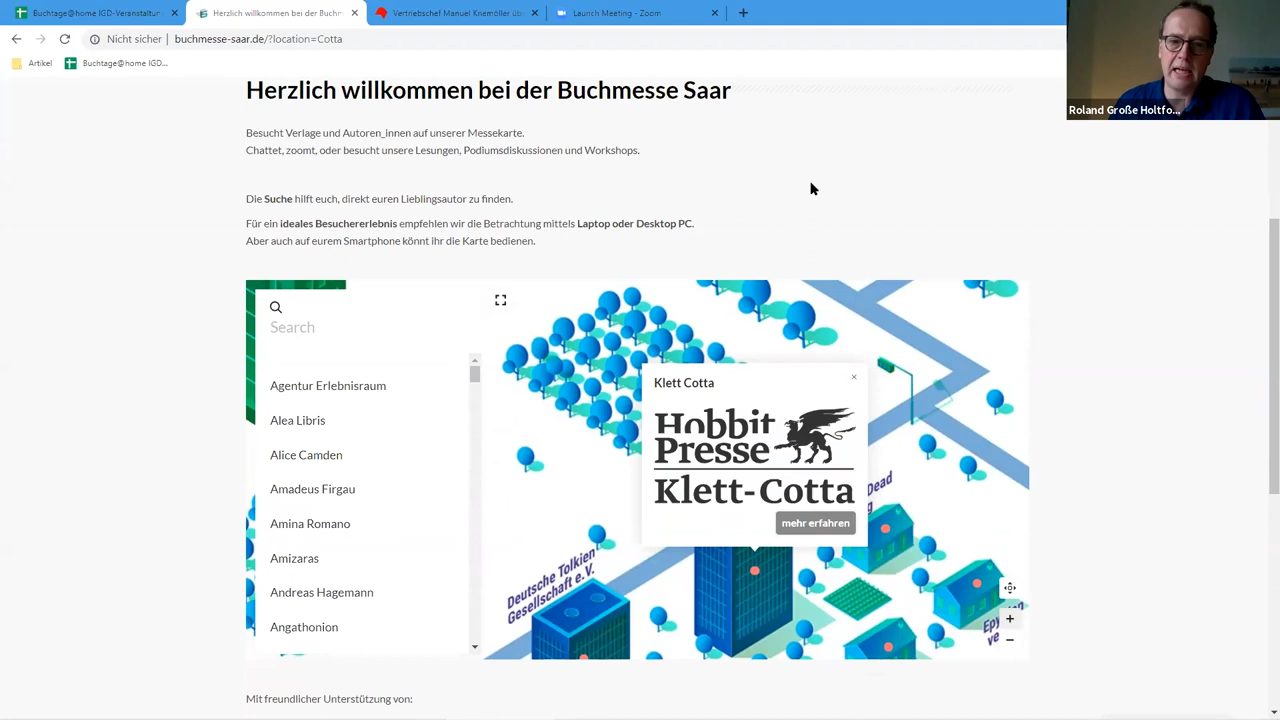 Buchtage@home IGD-Veranstaltun
Herzlich willkommen bei der Buchm
Vertriebschef Manuel Knemöller üb
Launch Meeting - Zoom
Nicht sicher | buchmesse-saar.de/?location=Cotta
Artikel
Buchtage@home IGD...
Roland Große Holtfo...
Herzlich willkommen bei der Buchmesse Saar
Besucht Verlage und Autoren_innen auf unserer Messekarte.
Chattet, zoomt, oder besucht unsere Lesungen, Podiumsdiskussionen und Workshops.
Die Suche hilft euch, direkt euren Lieblingsautor zu finden.
Für ein ideales Besuchererlebnis empfehlen wir die Betrachtung mittels Laptop oder Desktop PC.
Aber auch auf eurem Smartphone könnt ihr die Karte bedienen.
Search
Agentur Erlebnisraum
Alea Libris
Alice Camden
Amadeus Firgau
Amina Romano
Amizaras
Andreas Hagemann
Angathonion
Klett Cotta
Hobbit
Presse
Klett-Cotta
mehr erfahren
Dead
Deutsche Tolkien
Gesellschaft e.V.
Mit freundlicher Unterstützung von: